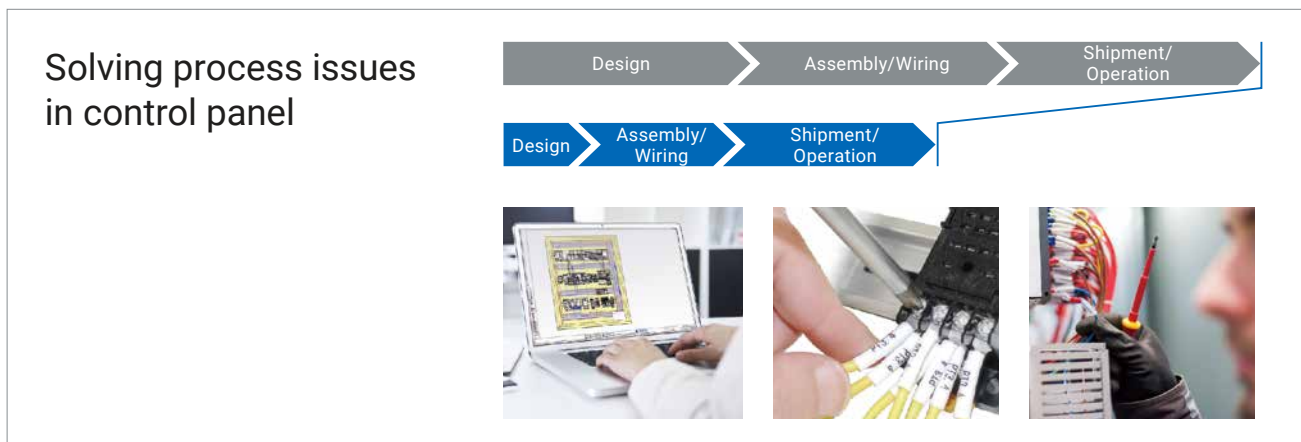 Solving process issues
in control panel
Design
Assembly/Wiring
Shipment/
Operation
Design
Assembly/
Wiring
Shipment/
Operation